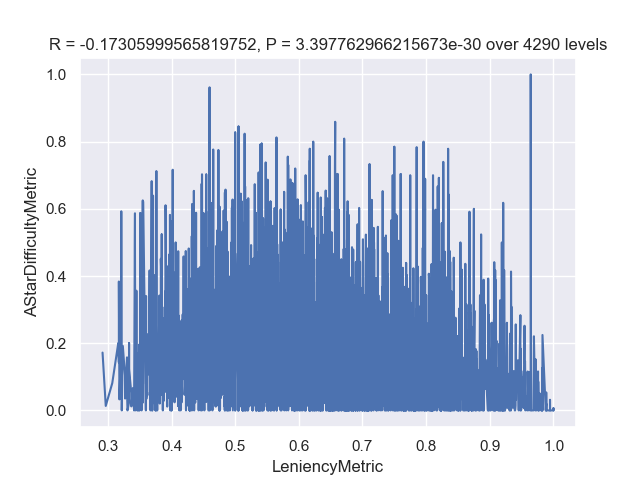 R = -0.17305999565819752, P = 3.397762966215673e-30 over 4290 levels
1.0
0.8
0.6
0.4
0.2
0.0
AStarDifficultyMetric
0.3 0.4 0.5 0.6 0.7 0.8 0.9 1.0
LeniencyMetric